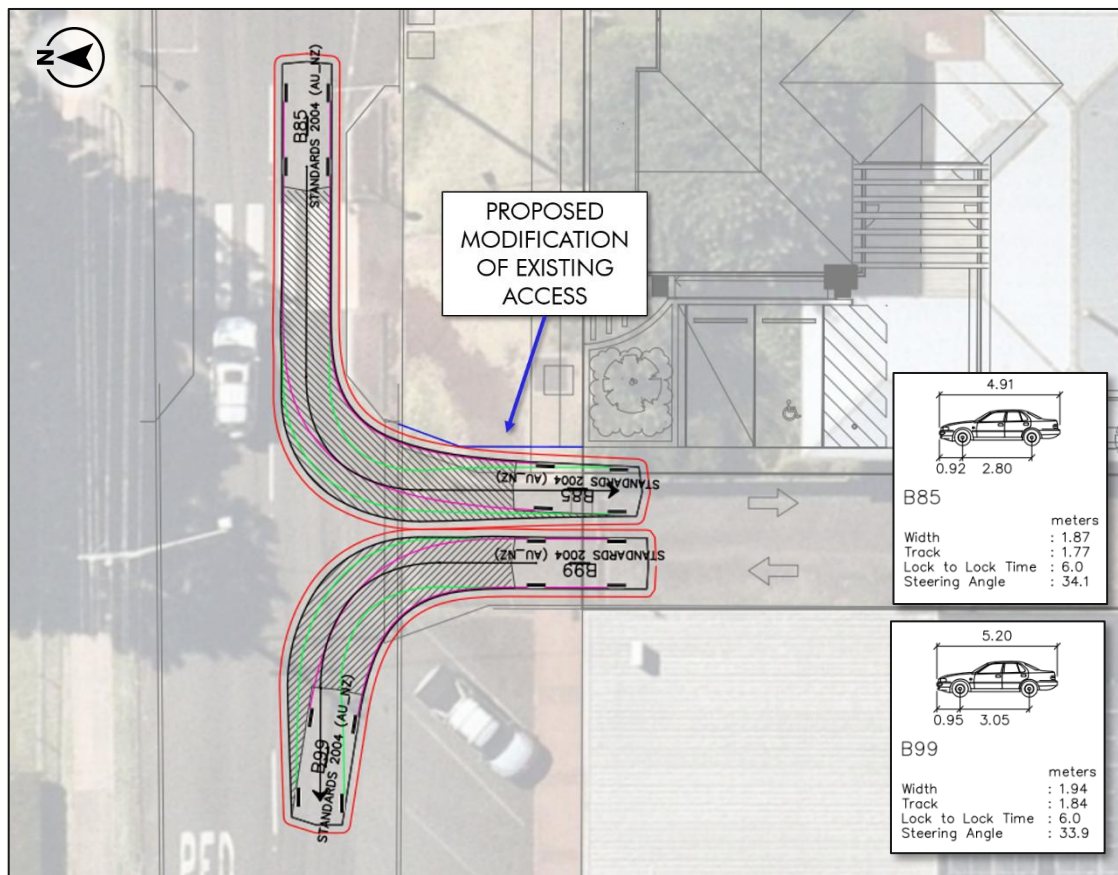 N
B85
STANDARDS 2004 (AU_NZ)
PROPOSED
MODIFICATION
OF EXISTING
ACCESS
STANDARDS 2004 (AU_NZ)
B85
STANDARDS 2004 (AU_NZ)
B99
B99
STANDARDS 2004 (AU_NZ)
4.91
0.92 2.80
B85
meters
Width : 1.87
Track : 1.77
Lock to Lock Time : 6.0
Steering Angle : 34.1
5.20
0.95 3.05
B99
meters
Width : 1.94
Track : 1.84
Lock to Lock Time : 6.0
Steering Angle : 33.9